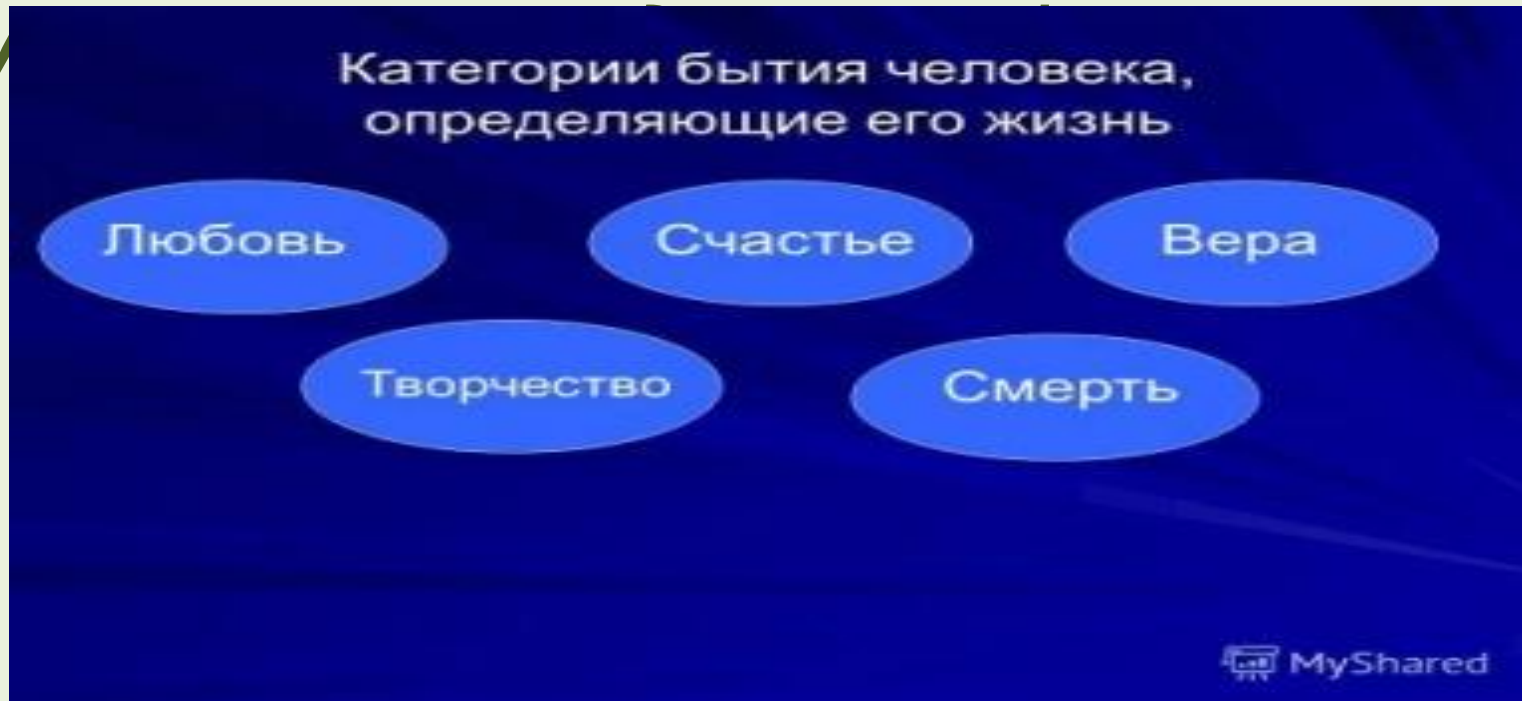 Категории бытия человека,
определяющие его жизнь
Любовь
Счастье
Вера
Творчество
Смерть
MyShared